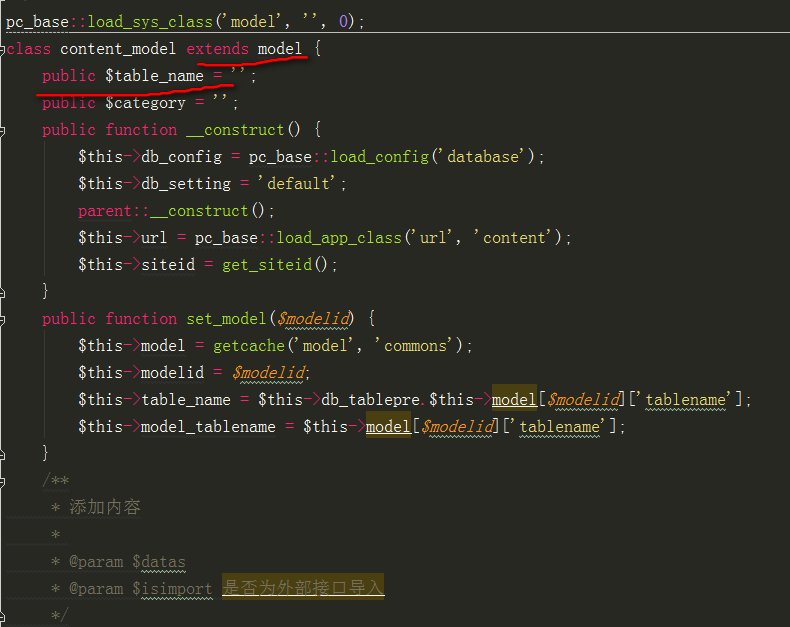 pc_base::load_sys_class('model', '', 0);
class content_model extends model {
public $table_name = '';
public $category = '';
public function __construct() {
$this->db_config = pc_base::load_config('database');
$this->db_setting = 'default';
parent::__construct();
$this->url = pc_base::load_app_class('url', 'content');
$this->siteid = get_siteid();
}
public function set_model($modelid) {
$this->model = getcache('model', 'commons');
$this->modelid = $modelid;
$this->table_name = $this->db_tablepre.$this->model[$modelid]['tablename'];
$this->model_tablename = $this->model[$modelid]['tablename'];
}
/**
* 添加内容
*
* @param $datas
* @param $isimport 是否为外部接口导入
*/